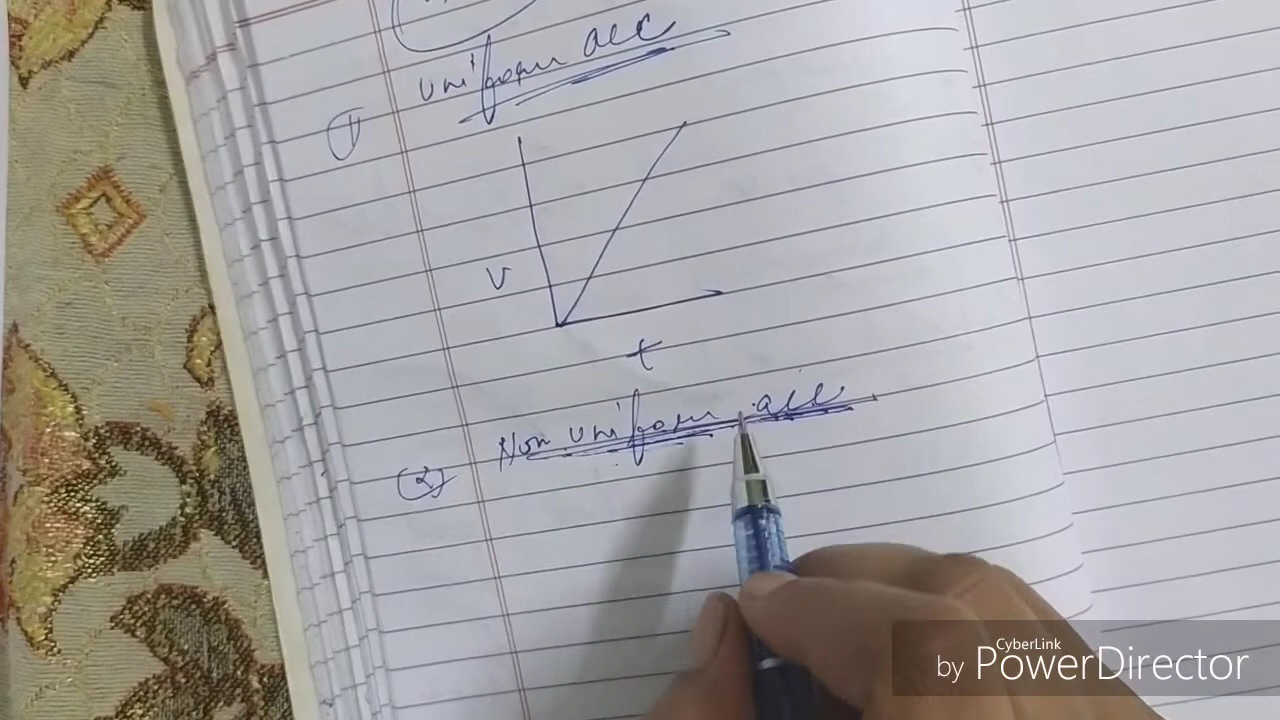 (1) uniform acc
v
t
(2) Non uniform acc
CyberLink
by PowerDirector